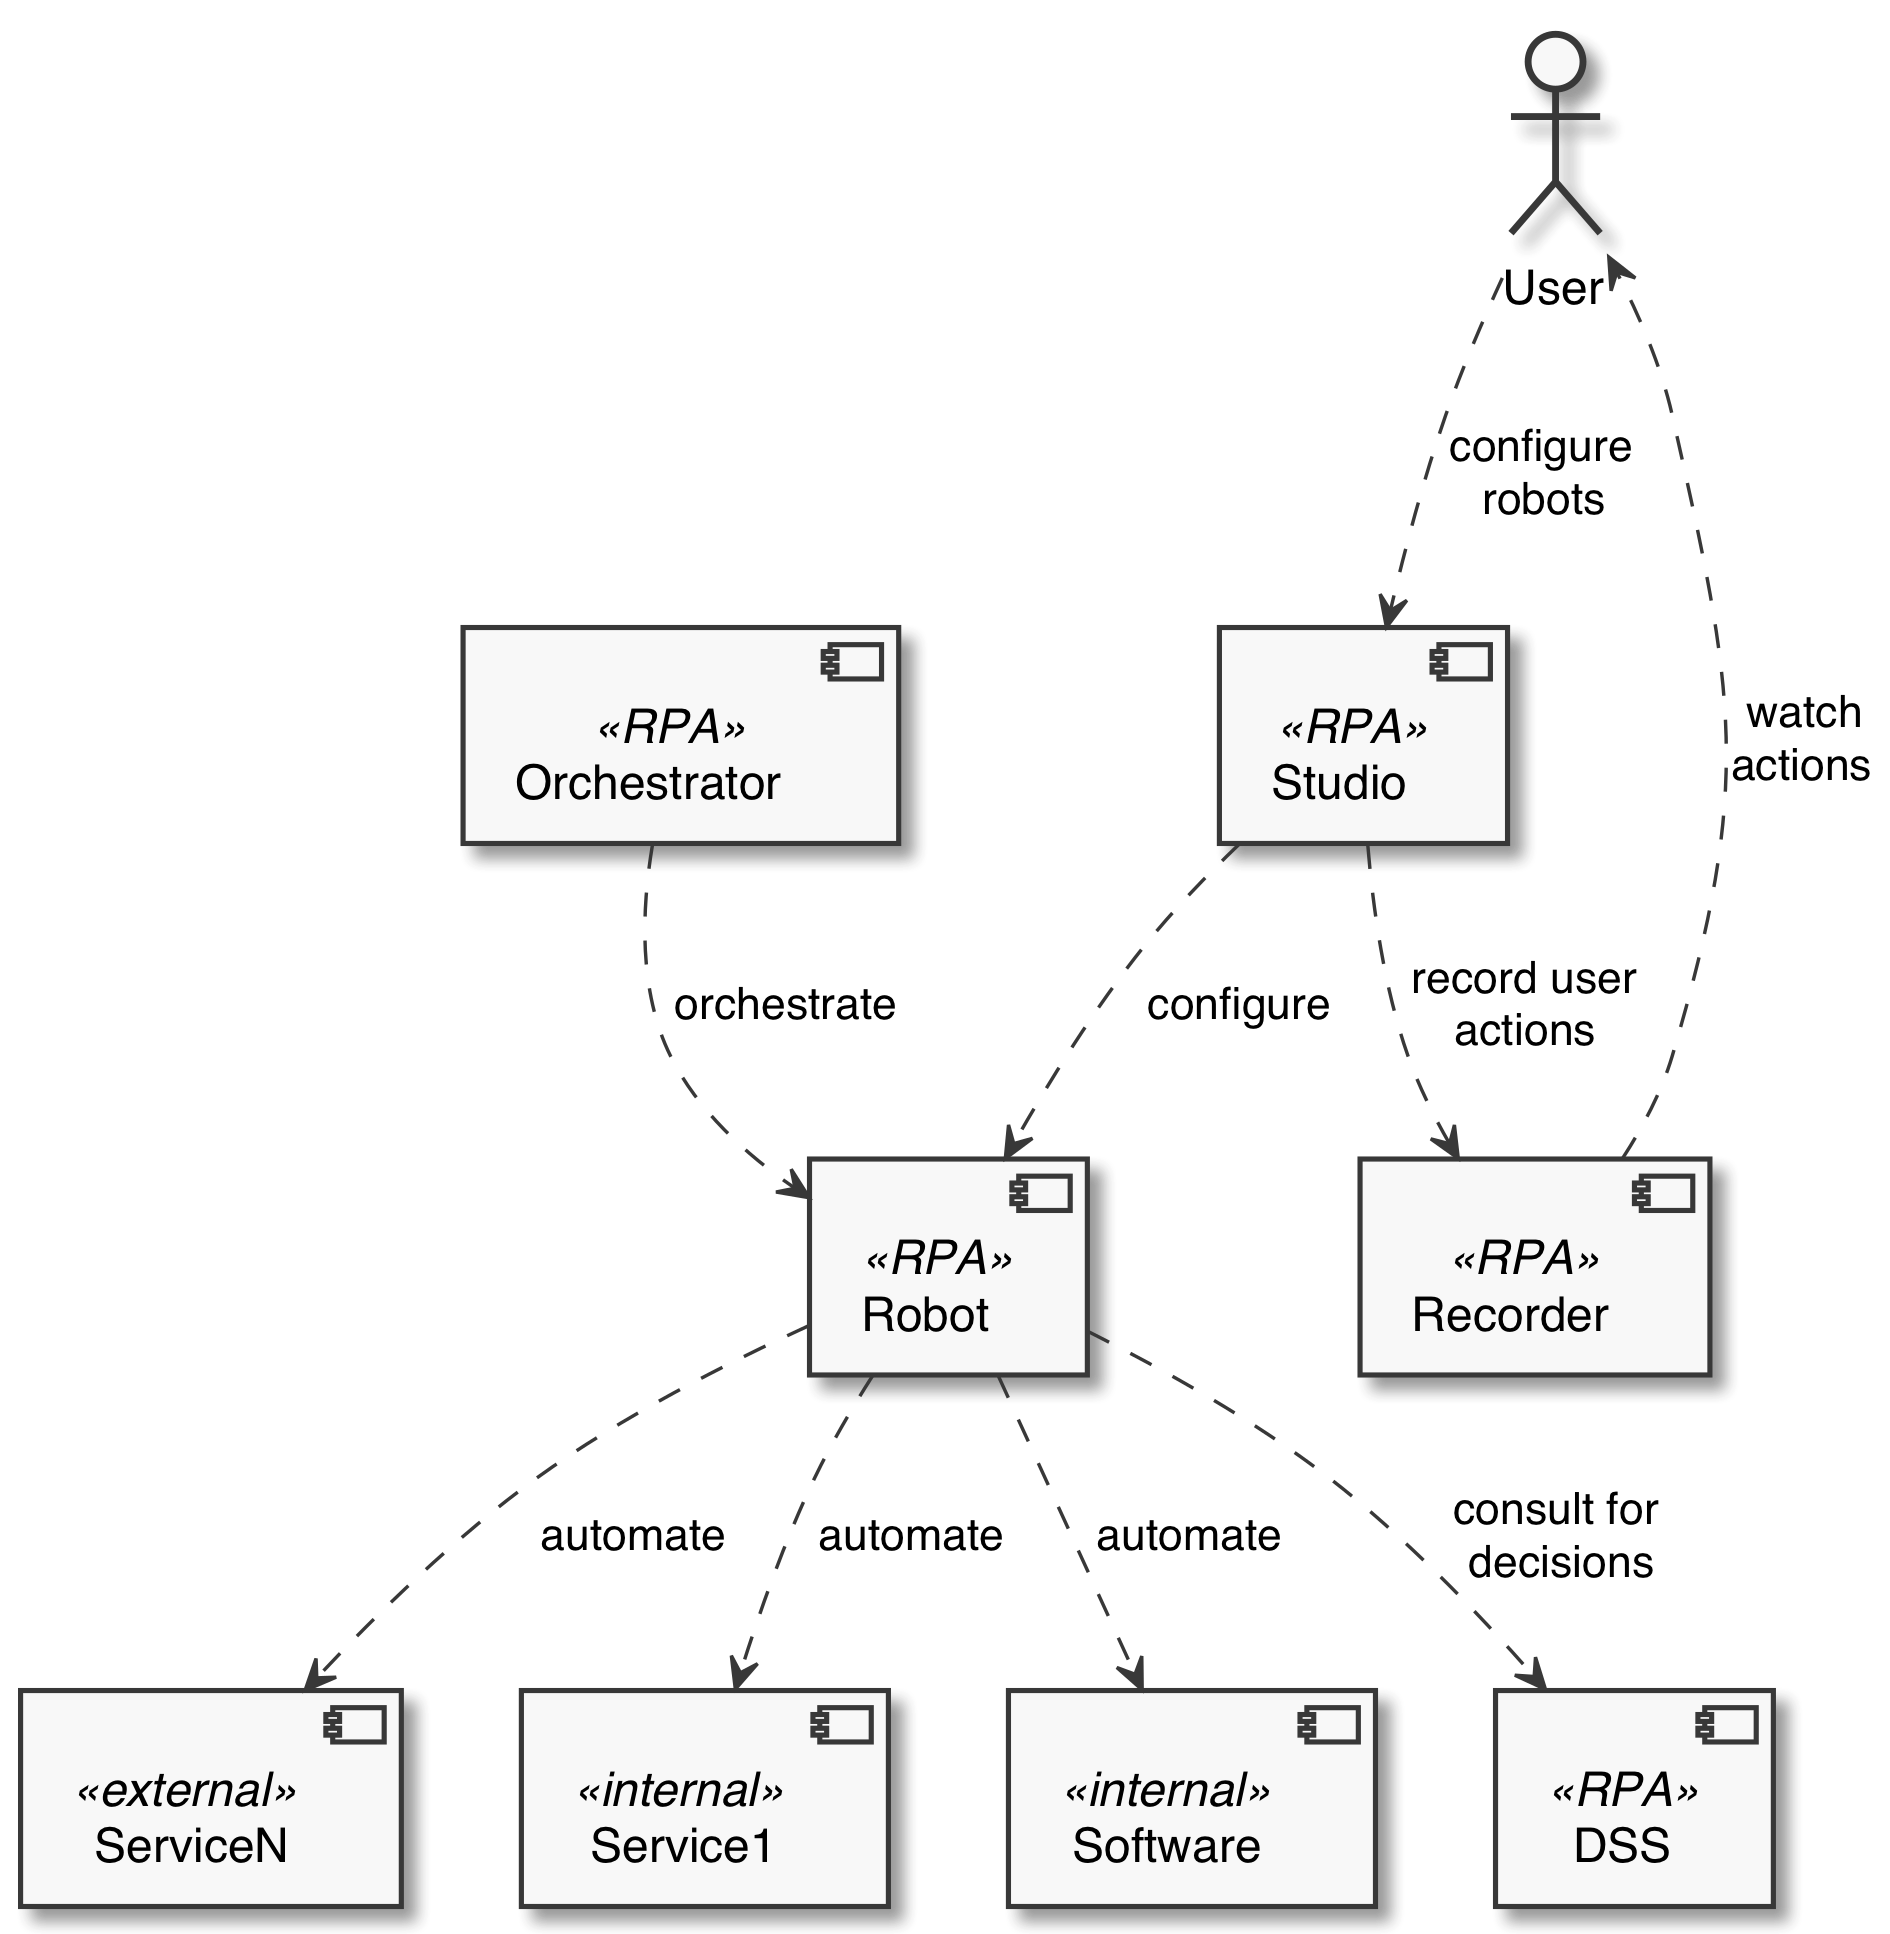 User
configure
robots
«RPA»
Orchestrator
«RPA»
Studio
watch
actions
orchestrate
configure
record user
actions
«RPA»
Robot
«RPA»
Recorder
automate
automate
automate
consult for
decisions
«external»
ServiceN
«internal»
Service1
«internal»
Software
«RPA»
DSS